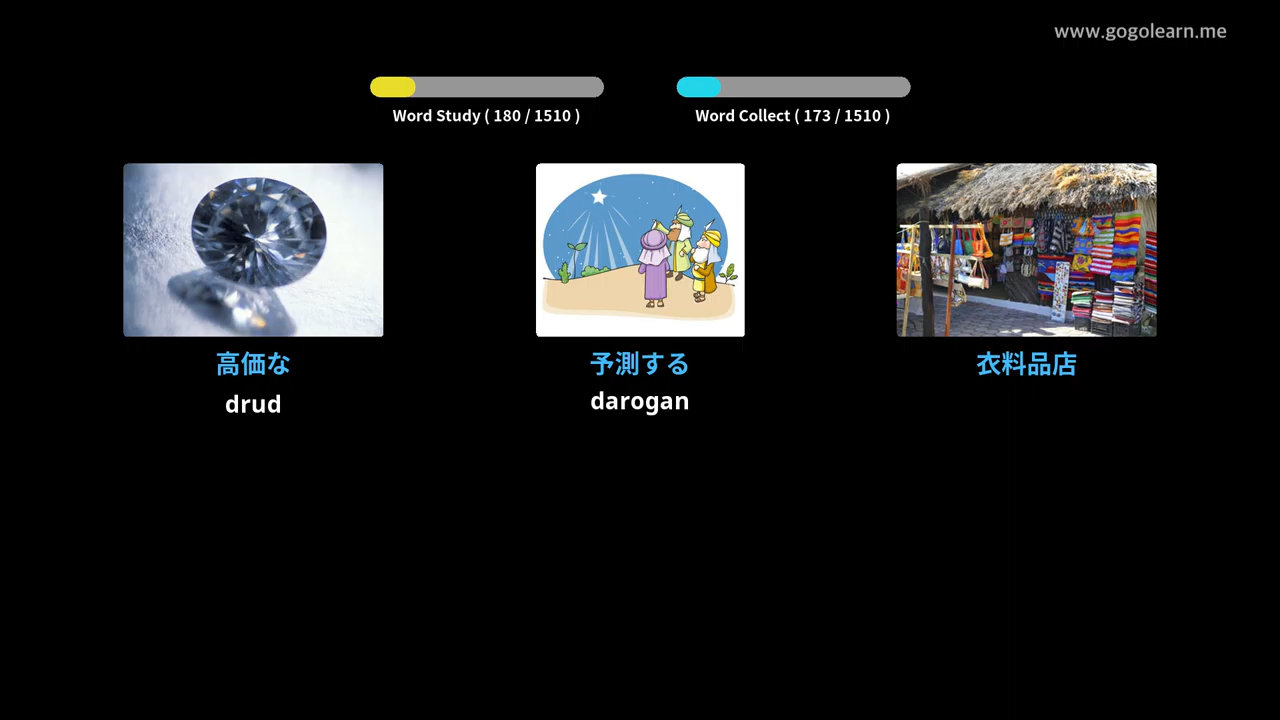 www.gogolearn.me
Word Study ( 180 / 1510 )
Word Collect ( 173 / 1510 )
高価な
drud
予測する
darogan
衣料品店